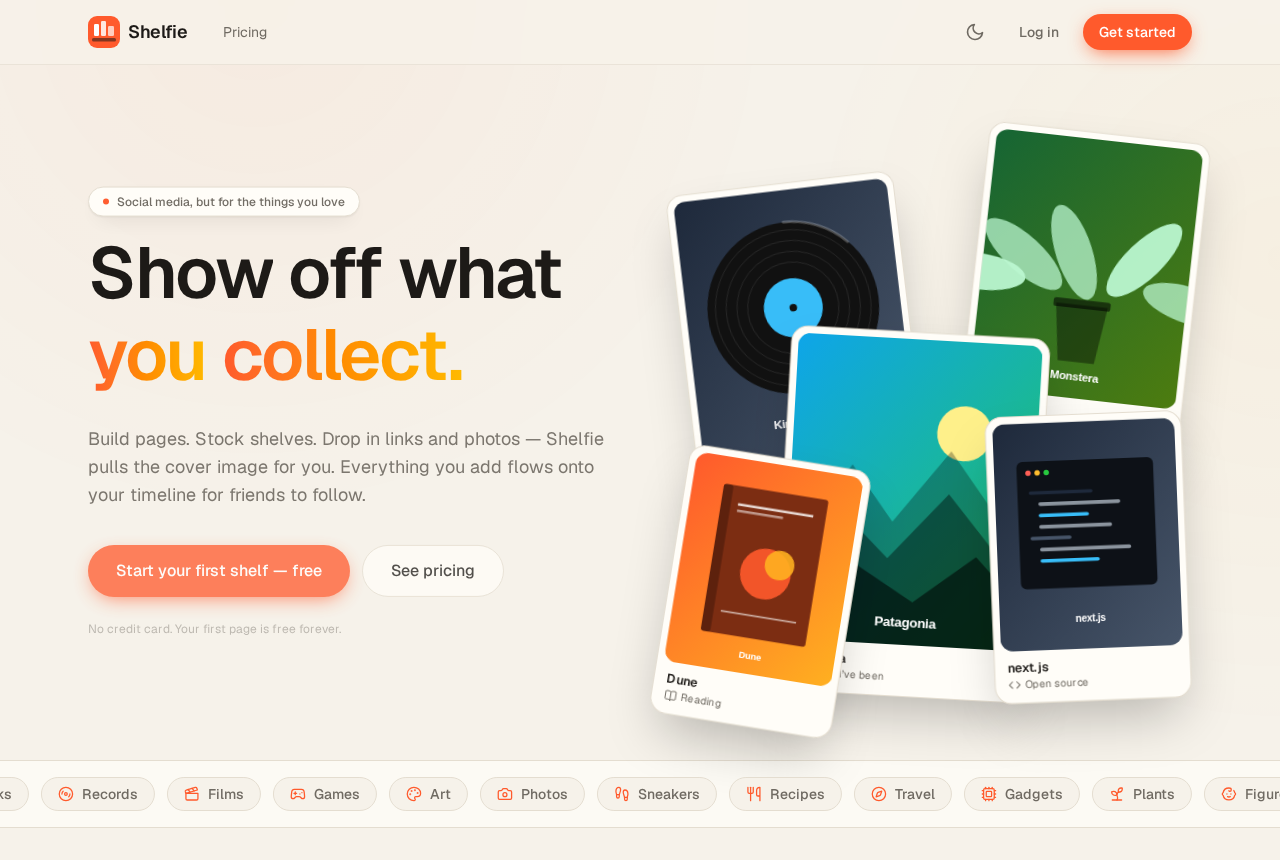 Shelfie
Pricing
Log in
Get started
Social media, but for the things you love
Show off what
you collect.
Build pages. Stock shelves. Drop in links and photos — Shelfie
pulls the cover image for you. Everything you add flows onto
your timeline for friends to follow.
Start your first shelf — free
See pricing
No credit card. Your first page is free forever.
Monstera
Patagonia
've been
Dune
Dune
Reading
next.js
next.js
Open source
Records
Films
Games
Art
Photos
Sneakers
Recipes
Travel
Gadgets
Plants